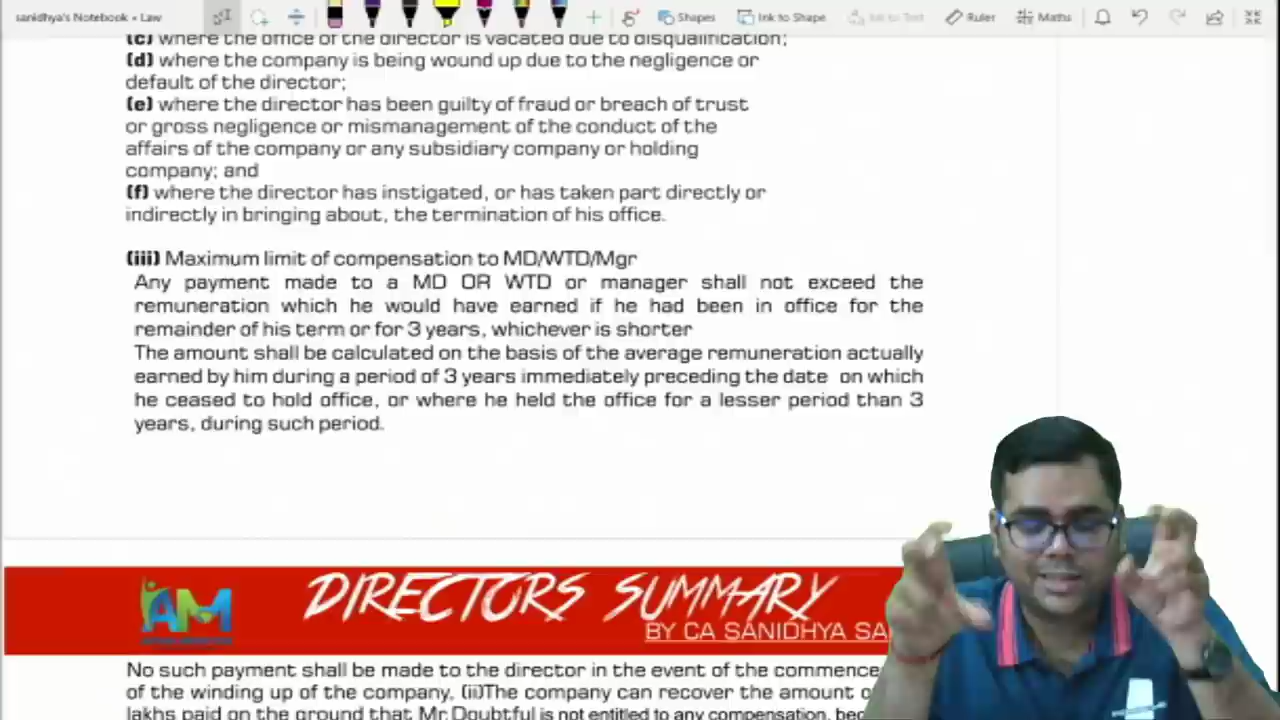 sanidhya's Notebook • Law
Shapes
Ink to Shape
Ink to Text
Ruler
Maths
(c) where the office of the director is vacated due to disqualification;
(d) where the company is being wound up due to the negligence or
default of the director;
(e) where the director has been guilty of fraud or breach of trust
or gross negligence or mismanagement of the conduct of the
affairs of the company or any subsidiary company or holding
company; and
(f) where the director has instigated, or has taken part directly or
indirectly in bringing about, the termination of his office.
(iii) Maximum limit of compensation to MD/WTD/Mgr
Any payment made to a MD OR WTD or manager shall not exceed the
remuneration which he would have earned if he had been in office for the
remainder of his term or for 3 years, whichever is shorter
The amount shall be calculated on the basis of the average remuneration actually
earned by him during a period of 3 years immediately preceding the date on which
he ceased to hold office, or where he held the office for a lesser period than 3
years, during such period.
AM
DIRECTORS SUMMARY
BY CA SANIDHYA SA
No such payment shall be made to the director in the event of the commence
of the winding up of the company, (ii)The company can recover the amount o
lakhs paid on the ground that Mr.Doubtful is not entitled to any compensation, bec